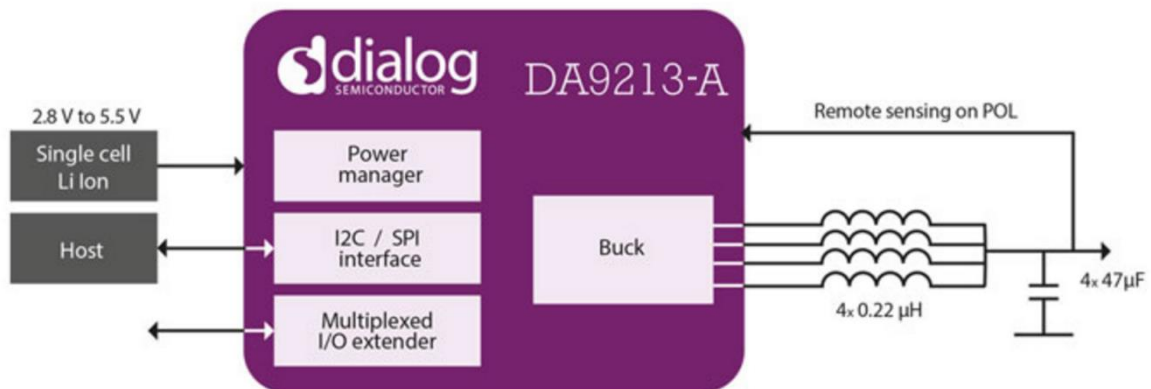 dialog
SEMICONDUCTOR
DA9213-A
2.8 V to 5.5 V
Single cell
Li Ion
Host
Power
manager
I2C / SPI
interface
Multiplexed
I/O extender
Buck
Remote sensing on POL
4x 0.22 µH
4x 47µF